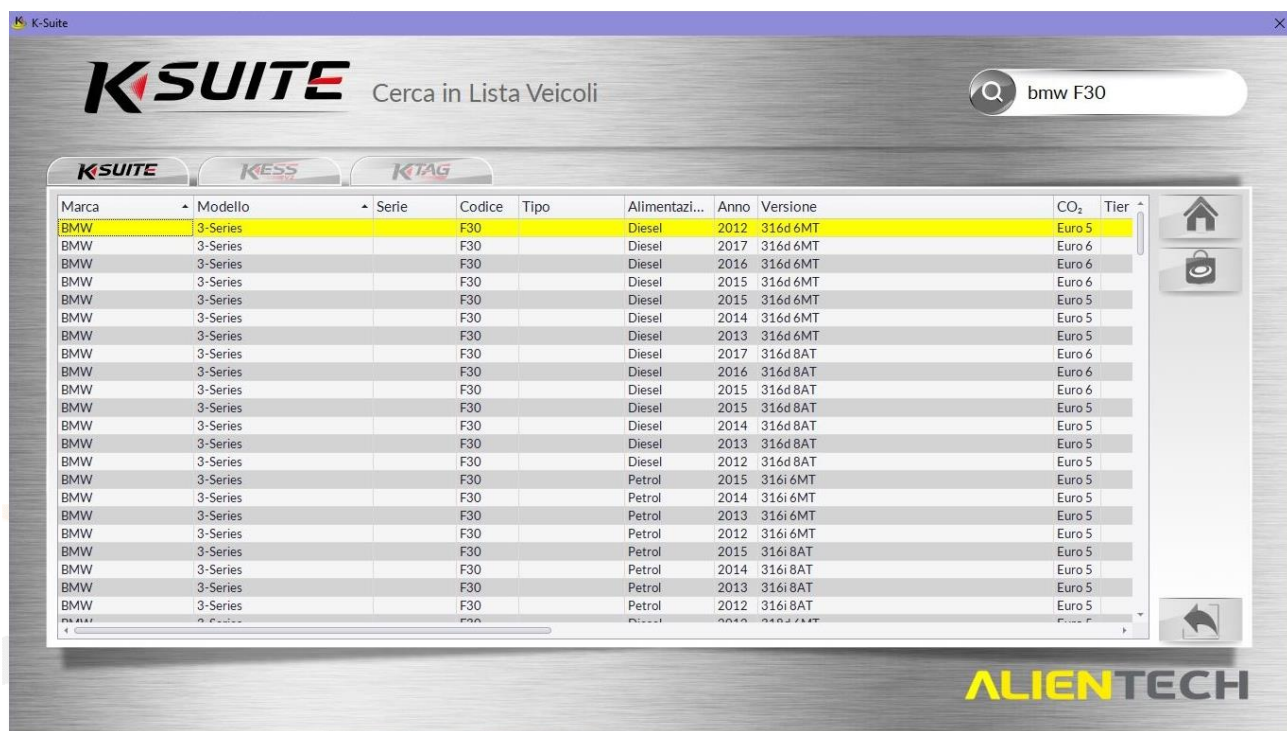 K-Suite
K SUITE Cerca in Lista Veicoli
bmw F30
K SUITE KESS K TAG
Marca Modello Serie Codice Tipo Alimentazi... Anno Versione CO₂ Tier
BMW 3-Series F30 Diesel 2012 316d 6MT Euro 5
BMW 3-Series F30 Diesel 2017 316d 6MT Euro 6
BMW 3-Series F30 Diesel 2016 316d 6MT Euro 6
BMW 3-Series F30 Diesel 2015 316d 6MT Euro 6
BMW 3-Series F30 Diesel 2015 316d 6MT Euro 5
BMW 3-Series F30 Diesel 2014 316d 6MT Euro 5
BMW 3-Series F30 Diesel 2013 316d 6MT Euro 5
BMW 3-Series F30 Diesel 2017 316d 8AT Euro 6
BMW 3-Series F30 Diesel 2016 316d 8AT Euro 6
BMW 3-Series F30 Diesel 2015 316d 8AT Euro 6
BMW 3-Series F30 Diesel 2015 316d 8AT Euro 5
BMW 3-Series F30 Diesel 2014 316d 8AT Euro 5
BMW 3-Series F30 Diesel 2013 316d 8AT Euro 5
BMW 3-Series F30 Diesel 2012 316d 8AT Euro 5
BMW 3-Series F30 Petrol 2015 316i 6MT Euro 5
BMW 3-Series F30 Petrol 2014 316i 6MT Euro 5
BMW 3-Series F30 Petrol 2013 316i 6MT Euro 5
BMW 3-Series F30 Petrol 2012 316i 6MT Euro 5
BMW 3-Series F30 Petrol 2015 316i 8AT Euro 5
BMW 3-Series F30 Petrol 2014 316i 8AT Euro 5
BMW 3-Series F30 Petrol 2013 316i 8AT Euro 5
BMW 3-Series F30 Petrol 2012 316i 8AT Euro 5
ALIENTECH